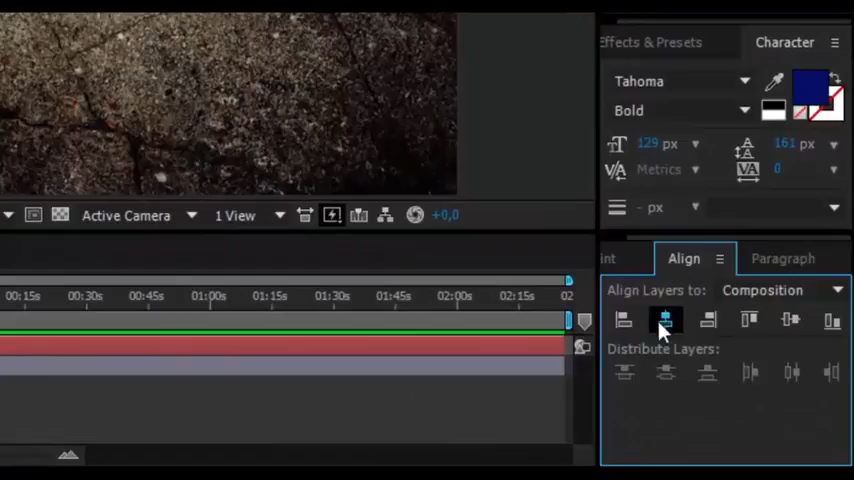 Effects & Presets
Character
Tahoma
Bold
129 px
161 px
Metrics
0
- px
Active Camera
1 View
+0,0
int
Align
Paragraph
Align Layers to:
Composition
Distribute Layers:
00:15s
00:30s
00:45s
01:00s
01:15s
01:30s
01:45s
02:00s
02:15s
02